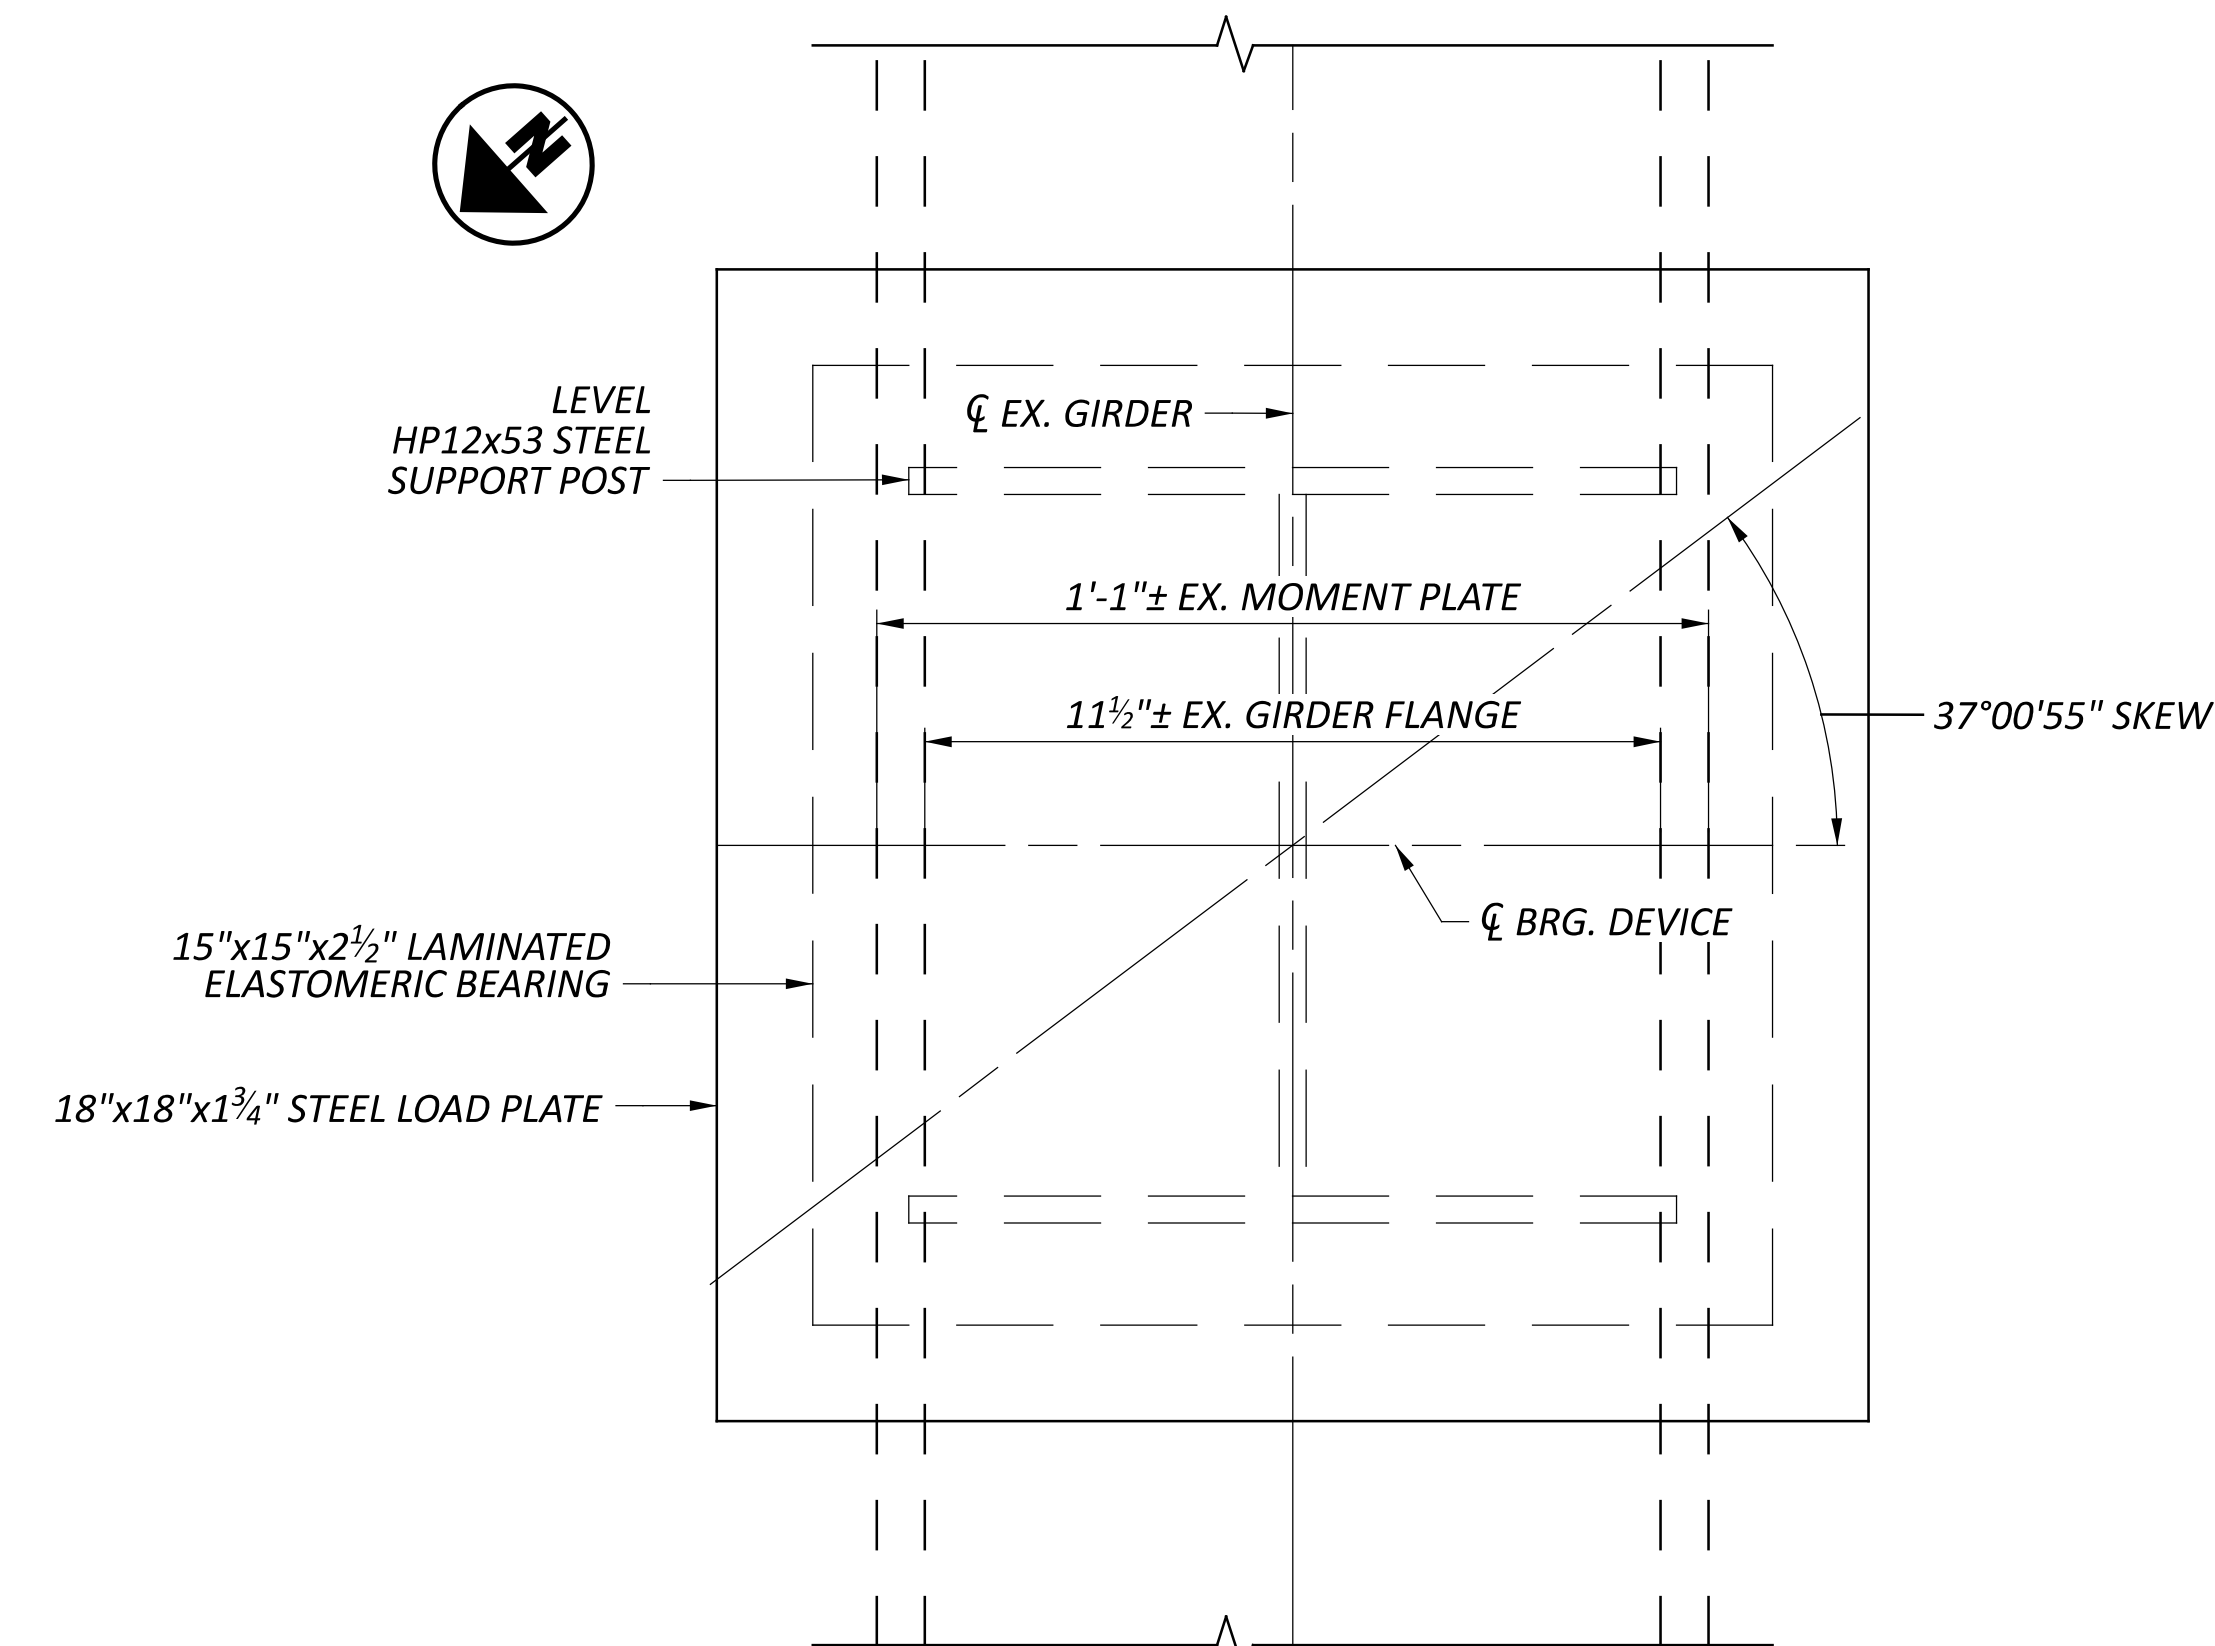 N
LEVEL
HP12x53 STEEL
SUPPORT POST
℄ EX. GIRDER
1'-1"± EX. MOMENT PLATE
11½"± EX. GIRDER FLANGE
37°00'55" SKEW
℄ BRG. DEVICE
15"x15"x2½" LAMINATED
ELASTOMERIC BEARING
18"x18"x1¾" STEEL LOAD PLATE